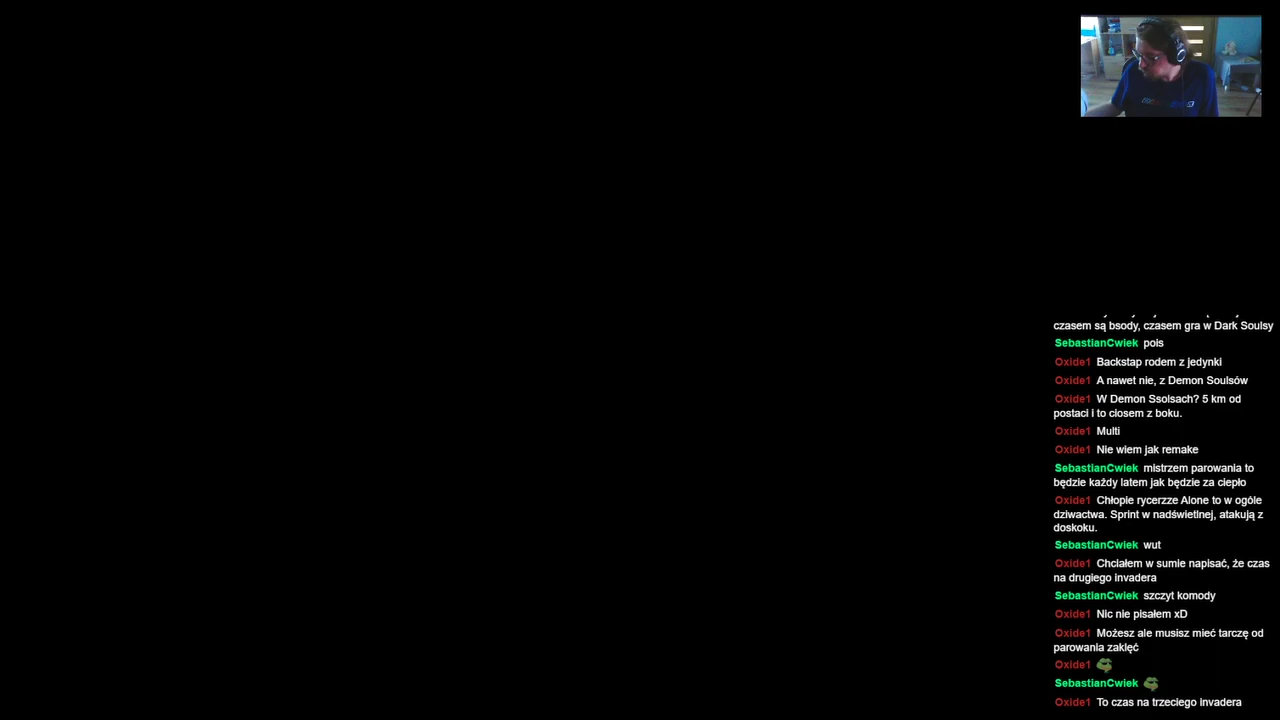 czasem są bsody, czasem gra w Dark Soulsy
SebastianCwiek pois
Oxide1 Backstap rodem z jedynki
Oxide1 A nawet nie, z Demon Soulsów
Oxide1 W Demon Ssolsach? 5 km od
postaci i to ciosem z boku.
Oxide1 Multi
Oxide1 Nie wiem jak remake
SebastianCwiek mistrzem parowania to
będzie każdy latem jak będzie za ciepło
Oxide1 Chłopie rycerzze Alone to w ogóle
dziwactwa. Sprint w nadświetlnej, atakują z
doskoku.
SebastianCwiek wut
Oxide1 Chciałem w sumie napisać, że czas
na drugiego invadera
SebastianCwiek szczyt komody
Oxide1 Nic nie pisałem xD
Oxide1 Możesz ale musisz mieć tarczę od
parowania zaklęć
Oxide1
SebastianCwiek
Oxide1 To czas na trzeciego invadera